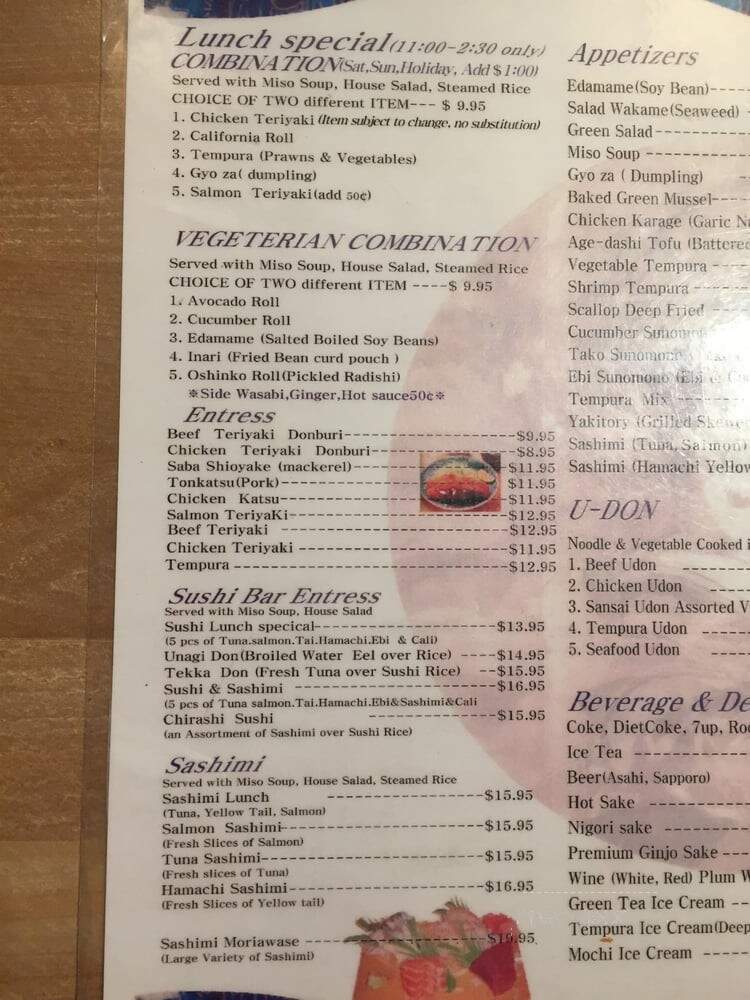 Lunch special(11:00-2:30 only)
COMBINATION(Sat,Sun,Holiday, Add $1:00)
Served with Miso Soup, House Salad, Steamed Rice
CHOICE OF TWO different ITEM--- $ 9.95
1. Chicken Teriyaki (Item subject to change, no substitution)
2. California Roll
3. Tempura (Prawns & Vegetables)
4. Gyo za( dumpling)
5. Salmon Teriyaki(add 50¢)
VEGETERIAN COMBINATION
Served with Miso Soup, House Salad, Steamed Rice
CHOICE OF TWO different ITEM ----$ 9.95
1. Avocado Roll
2. Cucumber Roll
3. Edamame (Salted Boiled Soy Beans)
4. Inari (Fried Bean curd pouch )
5. Oshinko Roll(Pickled Radishi)
※Side Wasabi,Ginger,Hot sauce50¢※
Entress
Beef Teriyaki Donburi------------------$9.95
Chicken Teriyaki Donburi---------------$8.95
Saba Shioyake (mackerel)------------------$11.95
Tonkatsu(Pork)---------------- $11.95
Chicken Katsu------------------$11.95
Salmon TeriyaKi----------------$12.95
Beef Teriyaki ----------------$12.95
Chicken Teriyaki ---------------$11.95
Tempura ----------------------$12.95
Sushi Bar Entress
Served with Miso Soup, House Salad
Sushi Lunch specical-------------------$13.95
(5 pcs of Tuna.salmon.Tai.Hamachi.Ebi & Cali)
Unagi Don(Broiled Water Eel over Rice) ----$14.95
Tekka Don (Fresh Tuna over Sushi Rice) --$15.95
Sushi & Sashimi --------------------$16.95
(5 pcs of Tuna salmon.Tai.Hamachi.Ebi&Sashimi&Cali
Chirashi Sushi -------------$15.95
(an Assortment of Sashimi over Sushi Rice)
Sashimi
Served with Miso Soup, House Salad, Steamed Rice
Sashimi Lunch ----------------$15.95
(Tuna, Yellow Tail, Salmon)
Salmon Sashimi---------------------$15.95
(Fresh Slices of Salmon)
Tuna Sashimi-----------------------$15.95
(Fresh slices of Tuna)
Hamachi Sashimi--------------------$16.95
(Fresh Slices of Yellow tail)
Sashimi Moriawase ------------------$19.95
(Large Variety of Sashimi)
Appetizers
Edamame(Soy Bean)----
Salad Wakame(Seaweed) -
Green Salad-----------
Miso Soup -----------
Gyo za ( Dumpling) --
Baked Green Mussel----
Chicken Karage (Garic
Age-dashi Tofu (Battered
Vegetable Tempura ----
Shrimp Tempura ------
Scallop Deep Fried ----
Cucumber Sunomono
Tako Sunomono
Ebi Sunomono (Ebi &
Tempura Mix
Yakitory (Grilled Skewer
Sashimi (Tuna, Salmon)
Sashimi (Hamachi Yellow
U-DON
Noodle & Vegetable Cooked
1. Beef Udon ------
2. Chicken Udon ------
3. Sansai Udon Assorted
4. Tempura Udon ----
5. Seafood Udon ----
Beverage &
Coke, DietCoke, 7up,
Ice Tea -----------
Beer(Asahi, Sapporo)
Hot Sake ----------
Nigori sake --------
Premium Ginjo Sake ---
Wine (White, Red) Plum
Green Tea Ice Cream --
Tempura Ice Cream(Deep
Mochi Ice Cream -----